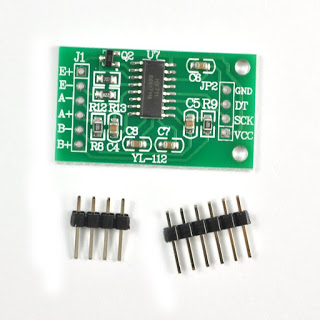 J1
Q2
U7
E+
E-
A-
A+
B-
B+
R12
R13
R8
C4
C8
C7
YL-112
C6
C5
R9
JP2
GND
DT
SCK
VCC